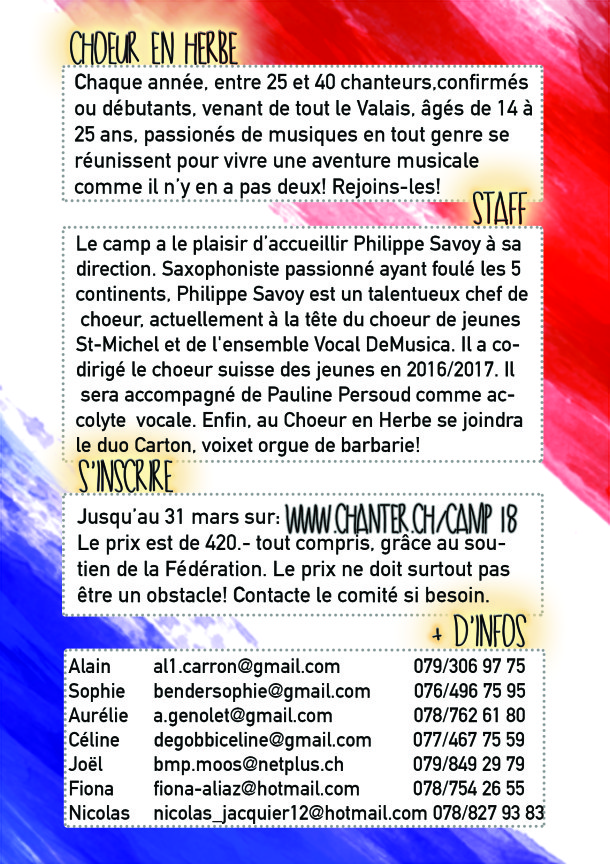 CHOEUR EN HERBE
Chaque année, entre 25 et 40 chanteurs,confirmés
ou débutants, venant de tout le Valais, âgés de 14 à
25 ans, passionés de musiques en tout genre se
réunissent pour vivre une aventure musicale
comme il n'y en a pas deux! Rejoins-les!
STAFF
Le camp a le plaisir d'accueillir Philippe Savoy à sa
direction. Saxophoniste passionné ayant foulé les 5
continents, Philippe Savoy est un talentueux chef de
choeur, actuellement à la tête du choeur de jeunes
St-Michel et de l'ensemble Vocal DeMusica. Il a co-
dirigé le choeur suisse des jeunes en 2016/2017. Il
sera accompagné de Pauline Persoud comme ac-
colyte vocale. Enfin, au Choeur en Herbe se joindra
le duo Carton, voixet orgue de barbarie!
S'INSCRIRE
Jusqu'au 31 mars sur: WWW.CHANTER.CH/CAMP 18
Le prix est de 420.- tout compris, grâce au sou-
tien de la Fédération. Le prix ne doit surtout pas
être un obstacle! Contacte le comité si besoin.
+ D'INFOS
Alain al1.carron@gmail.com 079/306 97 75
Sophie bendersophie@gmail.com 076/496 75 95
Aurélie a.genolet@gmail.com 078/762 61 80
Céline degobbiceline@gmail.com 077/467 75 59
Joël bmp.moos@netplus.ch 079/849 29 79
Fiona fiona-aliaz@hotmail.com 078/754 26 55
Nicolas nicolas_jacquier12@hotmail.com 078/827 93 83